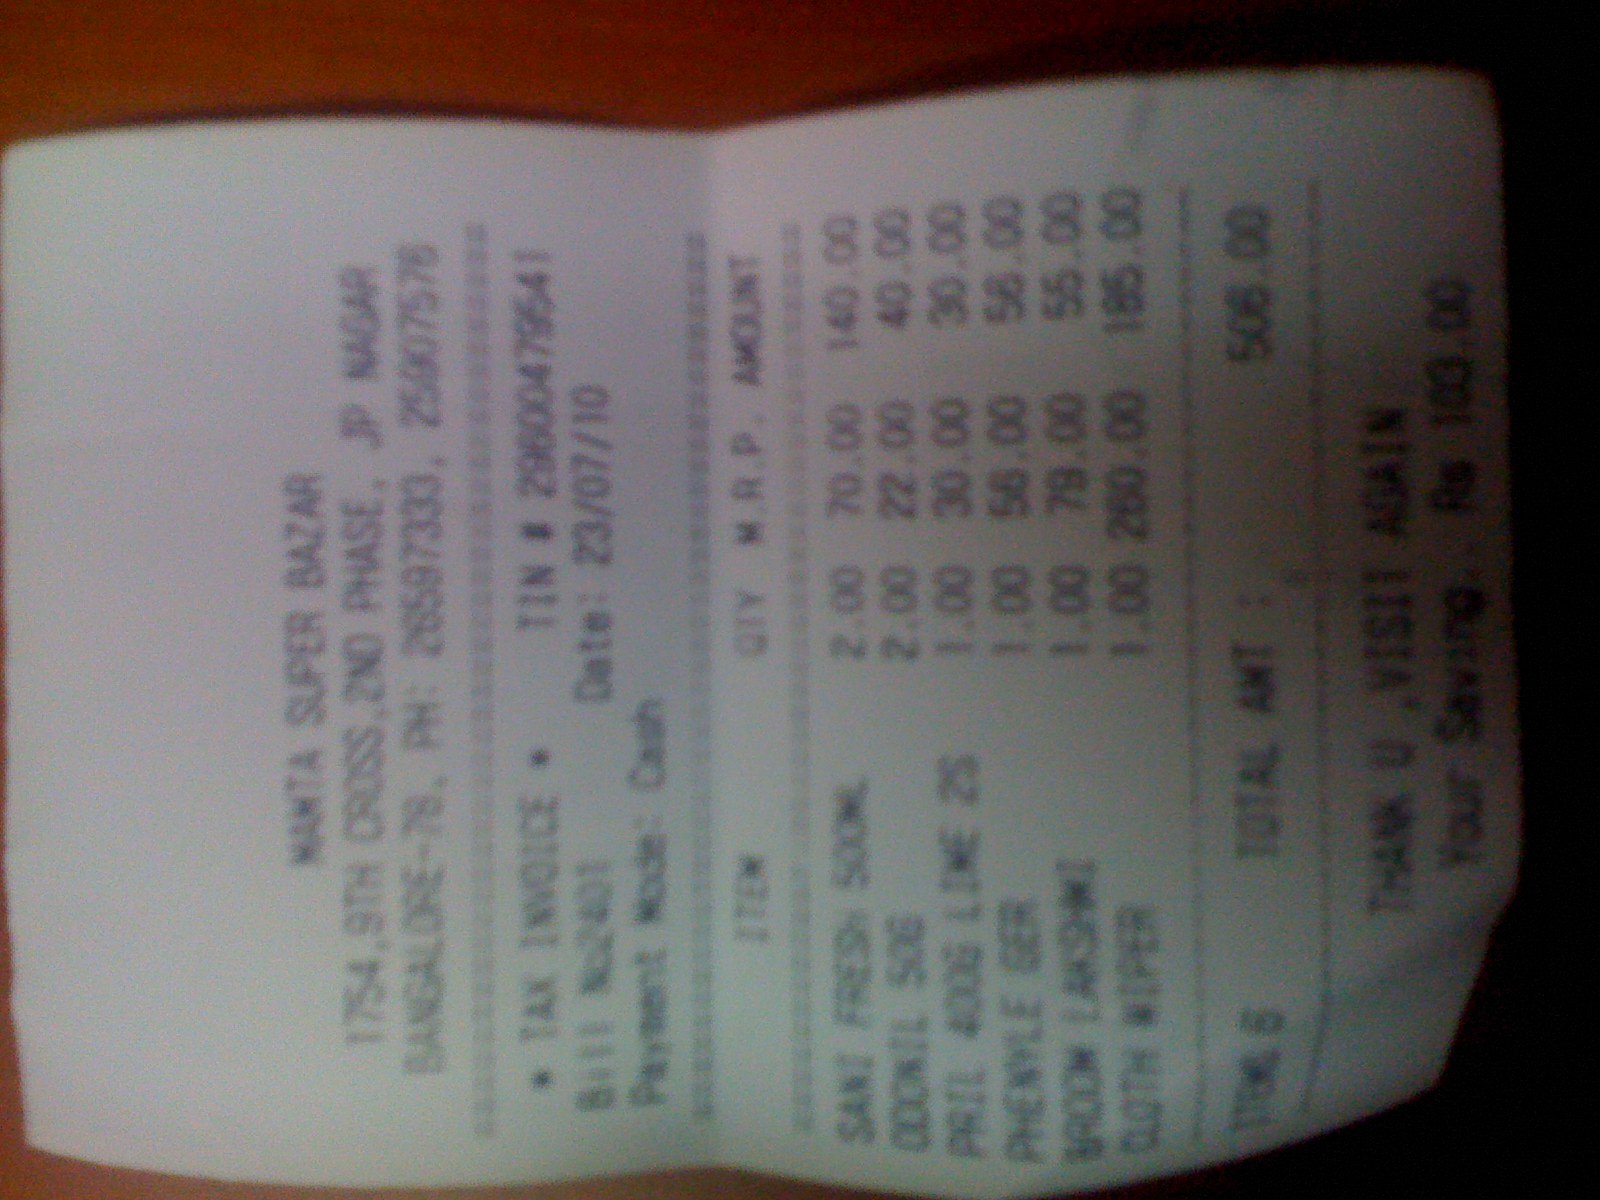 MAMTA SUPER BAZAR
1754,9TH CROSS,2ND PHASE, JP NAGAR
BANGALORE-78, PH: 26597333, 25907576
* TAX INVOICE * TIN # 29600479541
Bill No2401 Date: 23/07/10
Payment Mode: Cash
ITEM QTY M.R.P. AMOUNT
SANI FRESH 500ML 2.00 70.00 140.00
ODONIL 50G 2.00 22.00 40.00
PRIL 400G LIME 2S 1.00 30.00 30.00
PHENYLE GER 1.00 56.00 56.00
BROOM LAKSHMI 1.00 79.00 55.00
CLOTH WIPER 1.00 260.00 185.00
6 TOTAL AMT : 506.00
THANK U ,VISIT AGAIN
Your Saving. Rs 103.00